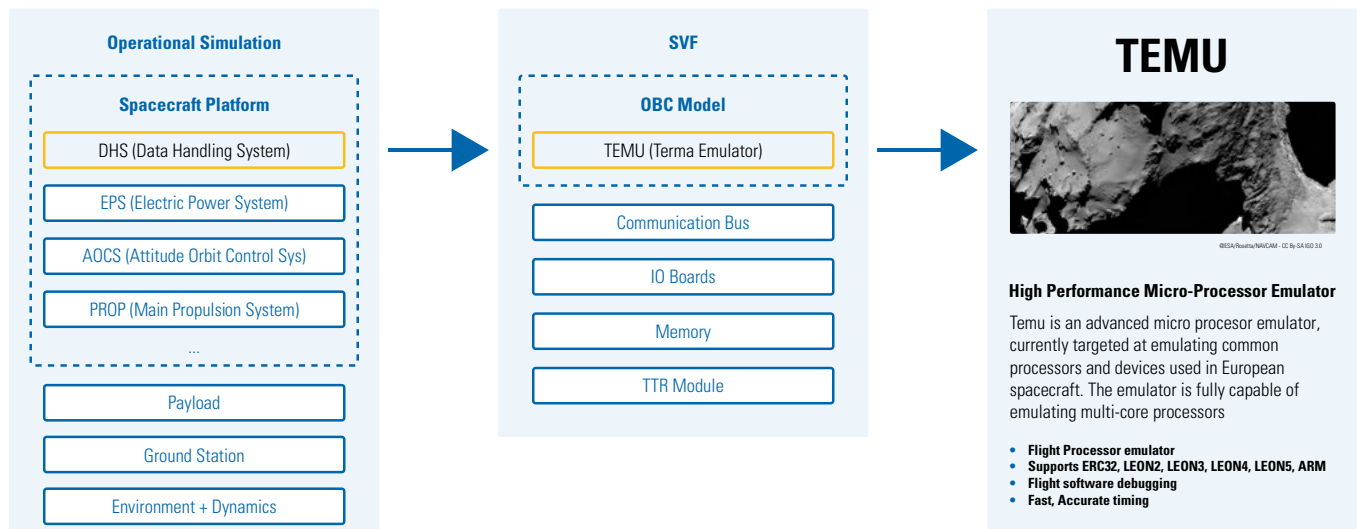 Operational Simulation
Spacecraft Platform
DHS (Data Handling System)
EPS (Electric Power System)
AOCS (Attitude Orbit Control Sys)
PROP (Main Propulsion System)
...
Payload
Ground Station
Environment + Dynamics
SVF
OBC Model
TEMU (Terma Emulator)
Communication Bus
IO Boards
Memory
TTR Module
TEMU
©ESA/Rosetta/NAVCAM - CC By-SA IGO 3.0
High Performance Micro-Processor Emulator
Temu is an advanced micro procesor emulator,
currently targeted at emulating common
processors and devices used in European
spacecraft. The emulator is fully capable of
emulating multi-core processors
• Flight Processor emulator
• Supports ERC32, LEON2, LEON3, LEON4, LEON5, ARM
• Flight software debugging
• Fast, Accurate timing